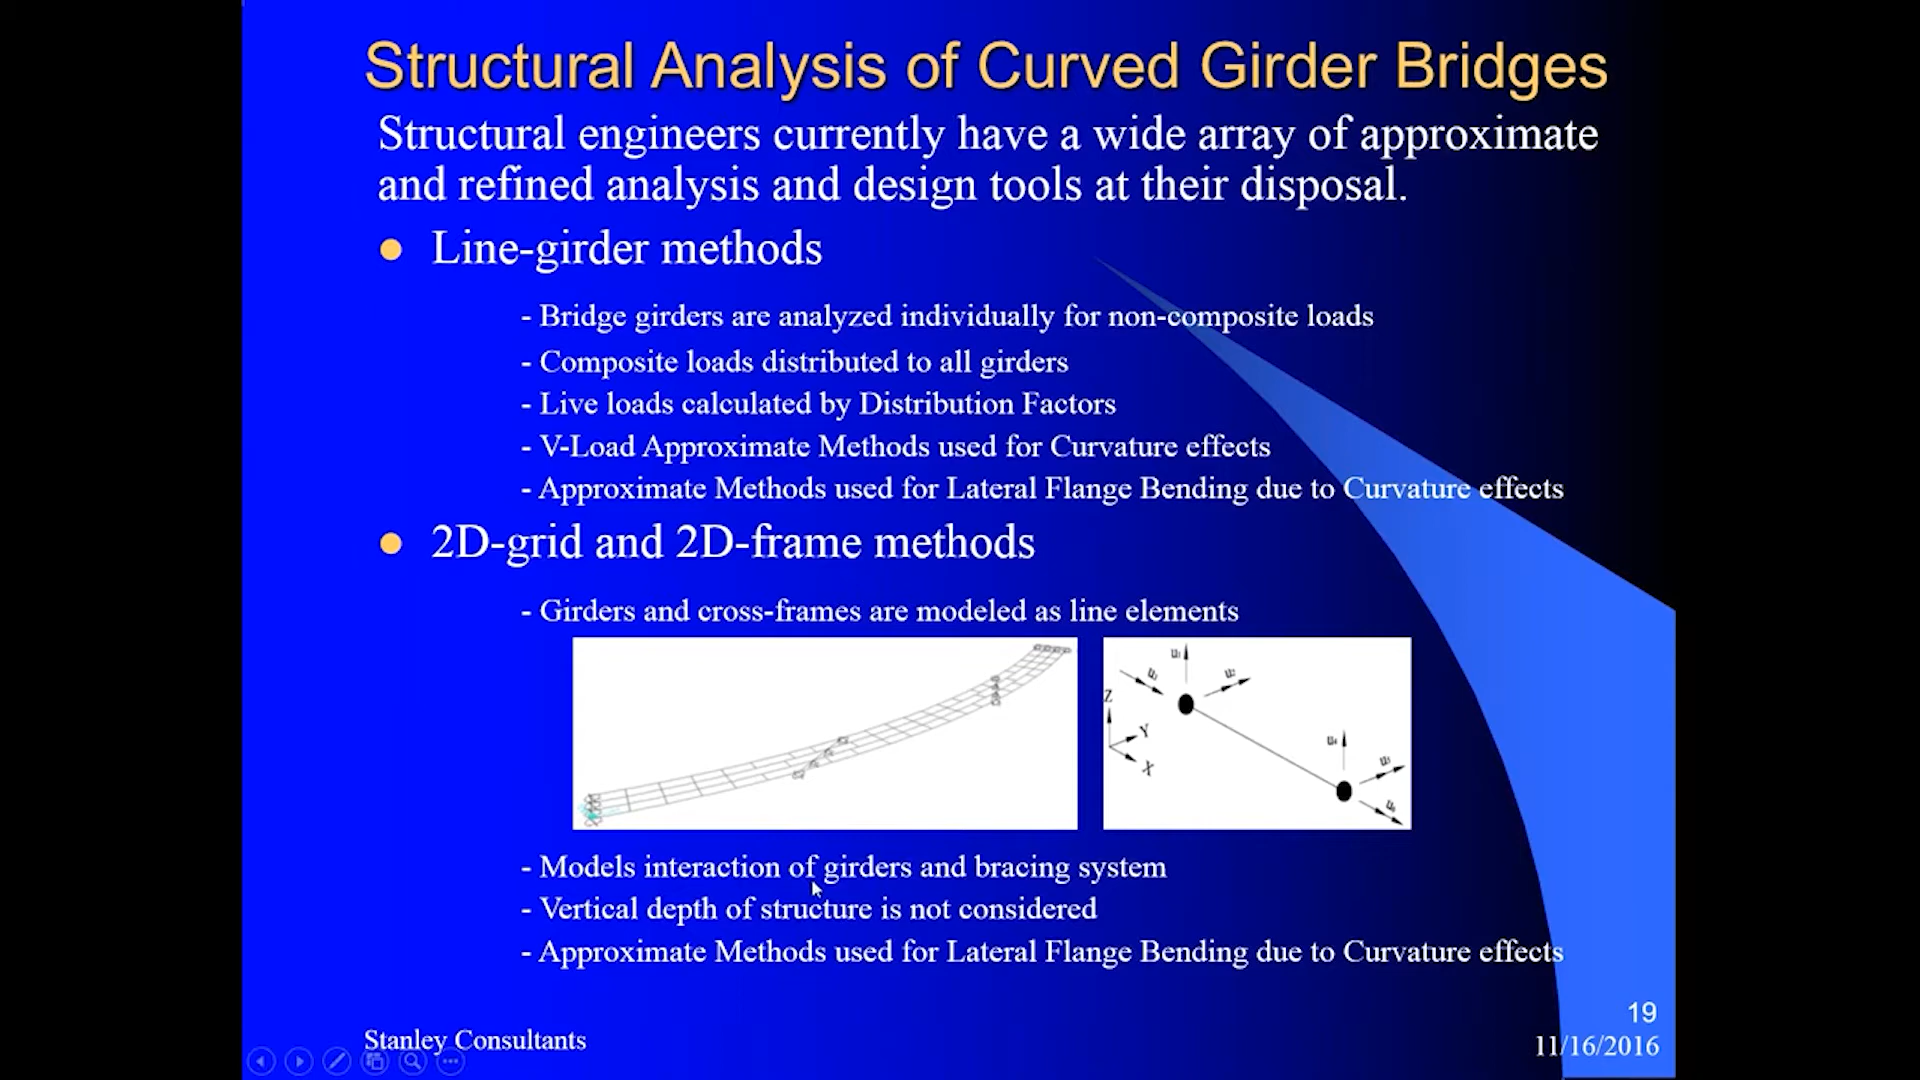 Structural Analysis of Curved Girder Bridges
Structural engineers currently have a wide array of approximate
and refined analysis and design tools at their disposal.
Line-girder methods
- Bridge girders are analyzed individually for non-composite loads
- Composite loads distributed to all girders
- Live loads calculated by Distribution Factors
- V-Load Approximate Methods used for Curvature effects
- Approximate Methods used for Lateral Flange Bending due to Curvature effects
2D-grid and 2D-frame methods
- Girders and cross-frames are modeled as line elements
u₁
u₂
Z
Y
X
u₄
- Models interaction of girders and bracing system
- Vertical depth of structure is not considered
- Approximate Methods used for Lateral Flange Bending due to Curvature effects
19
Stanley Consultants
11/16/2016